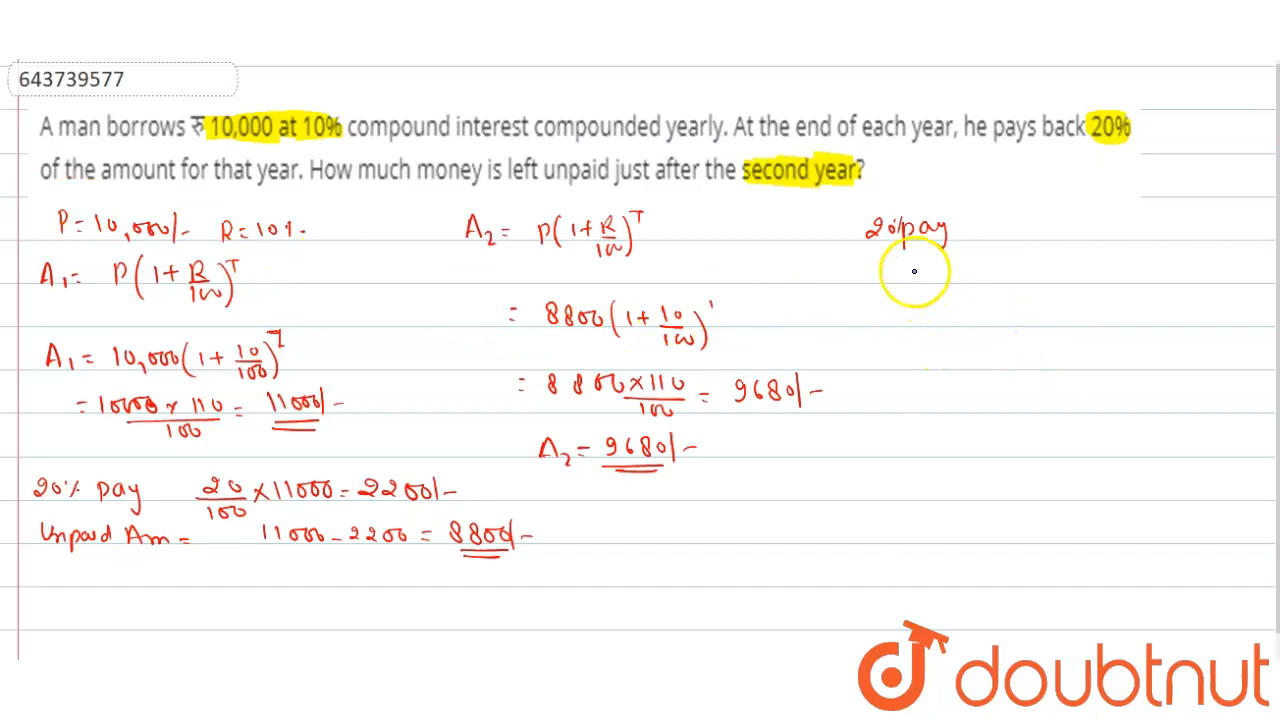 643739577
A man borrows रु 10,000 at 10% compound interest compounded yearly. At the end of each year, he pays back 20%
of the amount for that year. How much money is left unpaid just after the second year?
P = 10,000/- R = 10%
A₁ = P(1 + R/100)^T
A₁ = 10,000(1 + 10/100)^1
= 10000 × 110/100 = 11000/-
20% Pay 20/100 × 11000 = 2200/-
Unpaid Am = 11000 - 2200 = 8800/-
A₂ = P(1 + R/100)^T
= 8800(1 + 10/100)^1
= 8800 × 110/100 = 9680/-
A₂ = 9680/-
20% pay
doubtnut